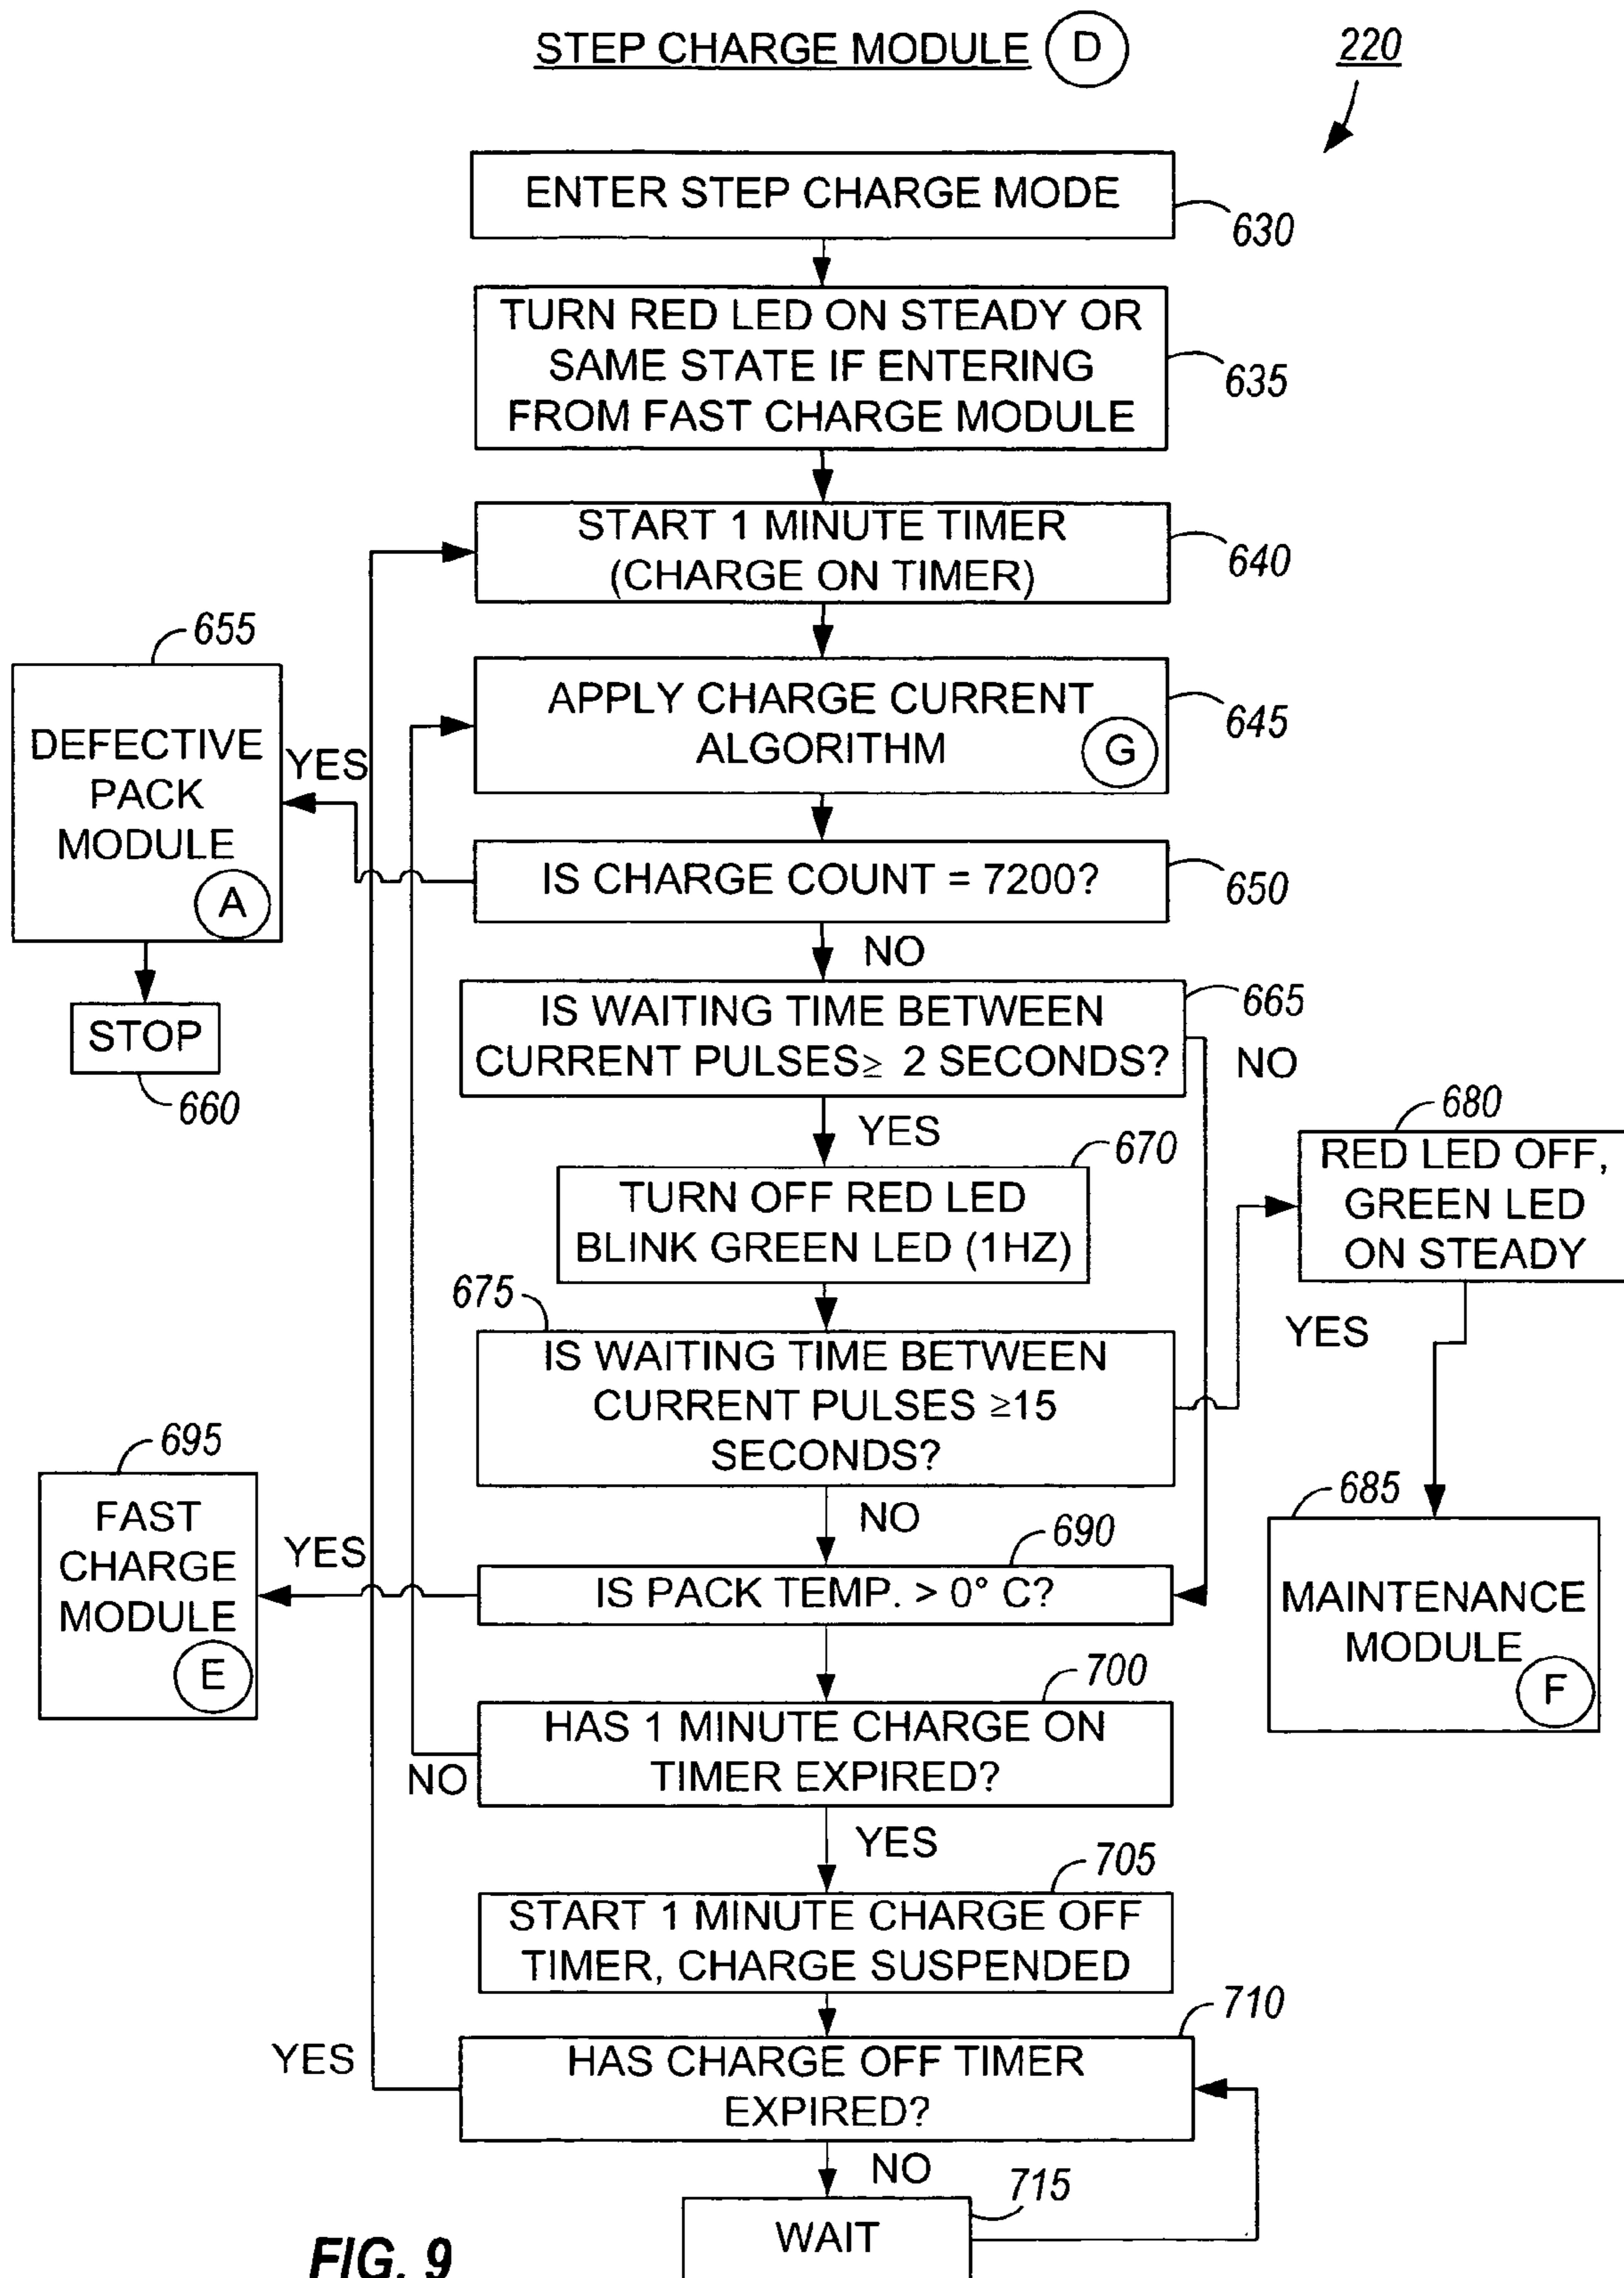 STEP CHARGE MODULE D
220
ENTER STEP CHARGE MODE
630
TURN RED LED ON STEADY OR
SAME STATE IF ENTERING
FROM FAST CHARGE MODULE
635
START 1 MINUTE TIMER
(CHARGE ON TIMER)
640
655
DEFECTIVE
PACK
MODULE
A
YES
APPLY CHARGE CURRENT
ALGORITHM
G
645
IS CHARGE COUNT = 7200?
650
NO
STOP
660
IS WAITING TIME BETWEEN
CURRENT PULSES≥ 2 SECONDS?
665
NO
YES
670
TURN OFF RED LED
BLINK GREEN LED (1HZ)
680
RED LED OFF,
GREEN LED
ON STEADY
YES
675
IS WAITING TIME BETWEEN
CURRENT PULSES ≥15
SECONDS?
NO
685
MAINTENANCE
MODULE
F
695
FAST
CHARGE
MODULE
E
YES
690
IS PACK TEMP. > 0° C?
700
HAS 1 MINUTE CHARGE ON
TIMER EXPIRED?
NO
YES
705
START 1 MINUTE CHARGE OFF
TIMER, CHARGE SUSPENDED
710
HAS CHARGE OFF TIMER
EXPIRED?
YES
NO
715
WAIT
FIG. 9